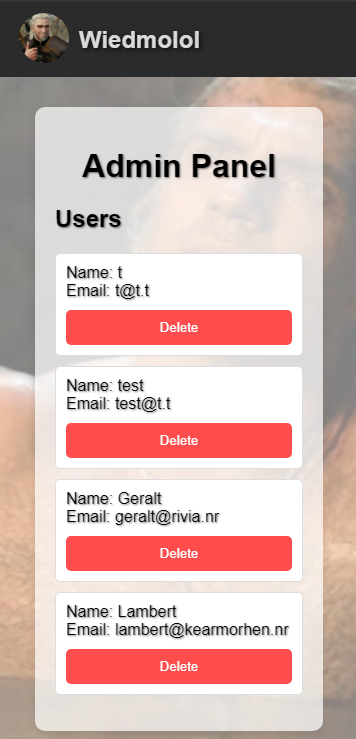 Wiedmolol
Admin Panel
Users
Name: t
Email: t@t.t
Delete
Name: test
Email: test@t.t
Delete
Name: Geralt
Email: geralt@rivia.nr
Delete
Name: Lambert
Email: lambert@kearmorhen.nr
Delete